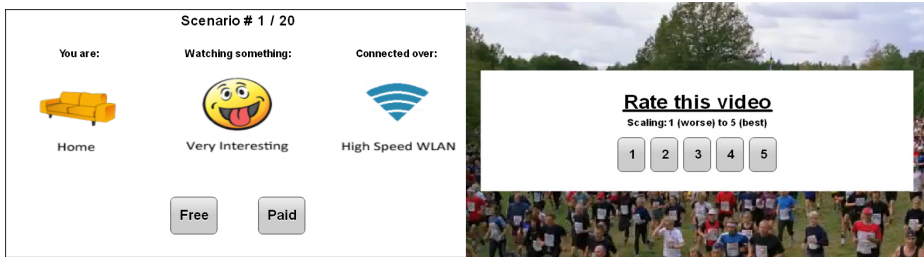 Scenario # 1 / 20
You are:
Watching something:
Connected over:
Home
Very Interesting
High Speed WLAN
Free
Paid
Rate this video
Scaling: 1 (worse) to 5 (best)
1 2 3 4 5